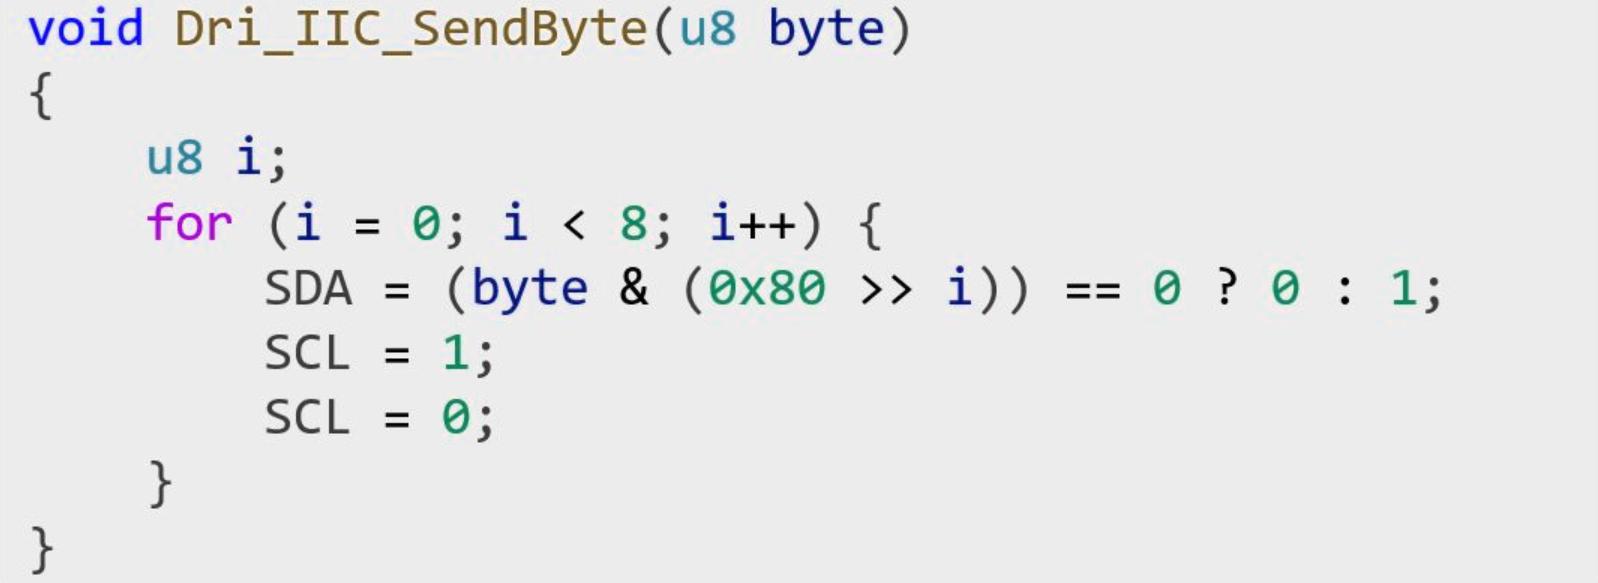 void Dri_IIC_SendByte(u8 byte)
{
    u8 i;
    for (i = 0; i < 8; i++) {
        SDA = (byte & (0x80 >> i)) == 0 ? 0 : 1;
        SCL = 1;
        SCL = 0;
    }
}